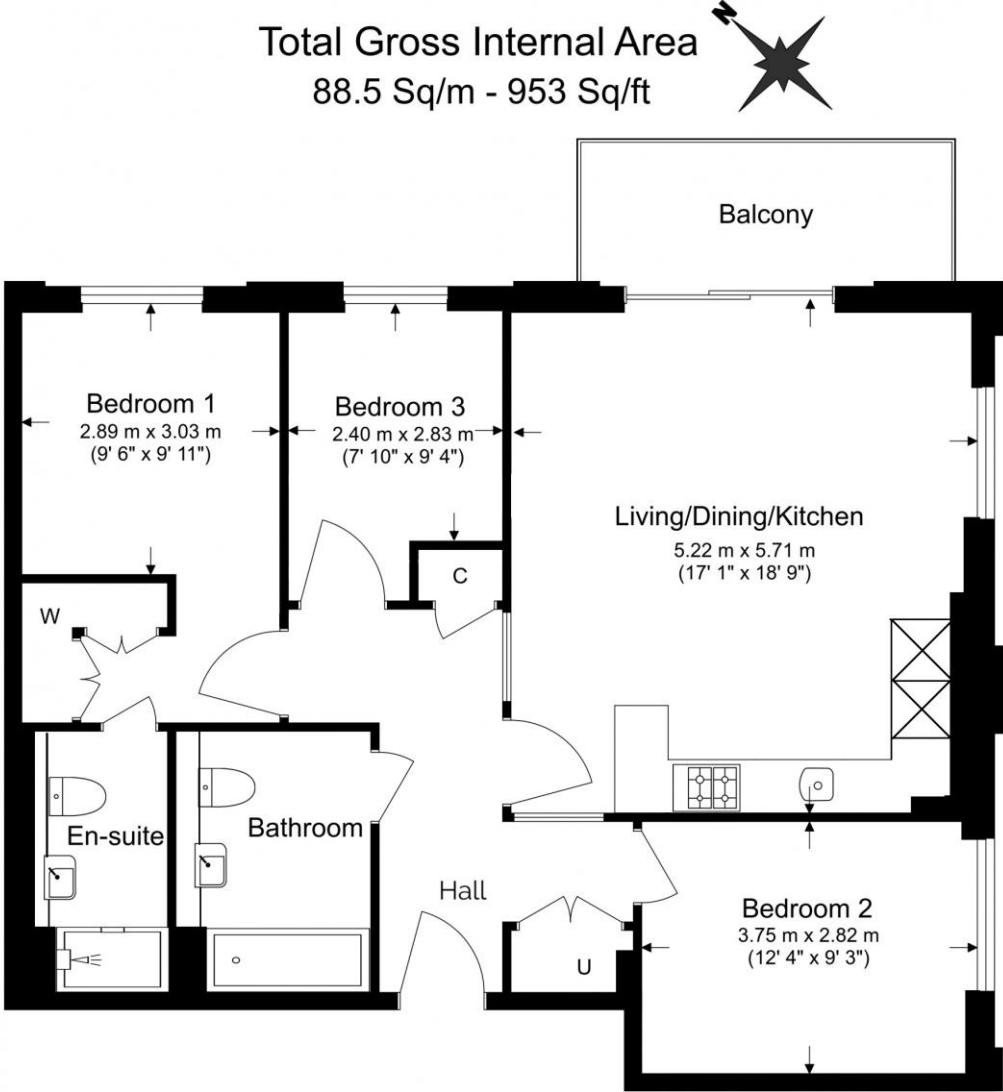 N
Total Gross Internal Area
88.5 Sq/m - 953 Sq/ft
Balcony
Bedroom 1
2.89 m x 3.03 m
(9' 6" x 9' 11")
Bedroom 3
2.40 m x 2.83 m
(7' 10" x 9' 4")
Living/Dining/Kitchen
5.22 m x 5.71 m
(17' 1" x 18' 9")
C
W
En-suite
Bathroom
Hall
Bedroom 2
3.75 m x 2.82 m
(12' 4" x 9' 3")
U